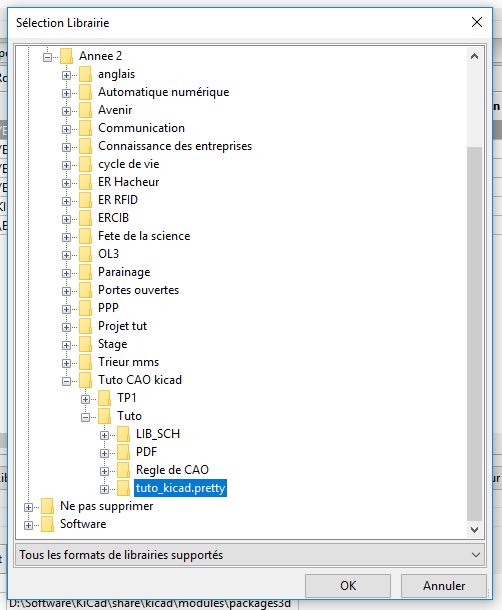 Sélection Librairie
Annee 2
anglais
Automatique numérique
Avenir
Communication
Connaissance des entreprises
cycle de vie
ER Hacheur
ER RFID
ERCIB
Fete de la science
OL3
Parainage
Portes ouvertes
PPP
Projet tut
Stage
Trieur mms
Tuto CAO kicad
TP1
Tuto
LIB_SCH
PDF
Regle de CAO
tuto_kicad.pretty
Ne pas supprimer
Software
Tous les formats de librairies supportés
OK
Annuler
D:\Software\KiCad\share\kicad\modules\packages3d